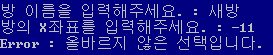 방 이름을 입력해주세요. : 새방
방의 X좌표를 입력해주세요. : -11
Error : 올바르지 않은 선택입니다.